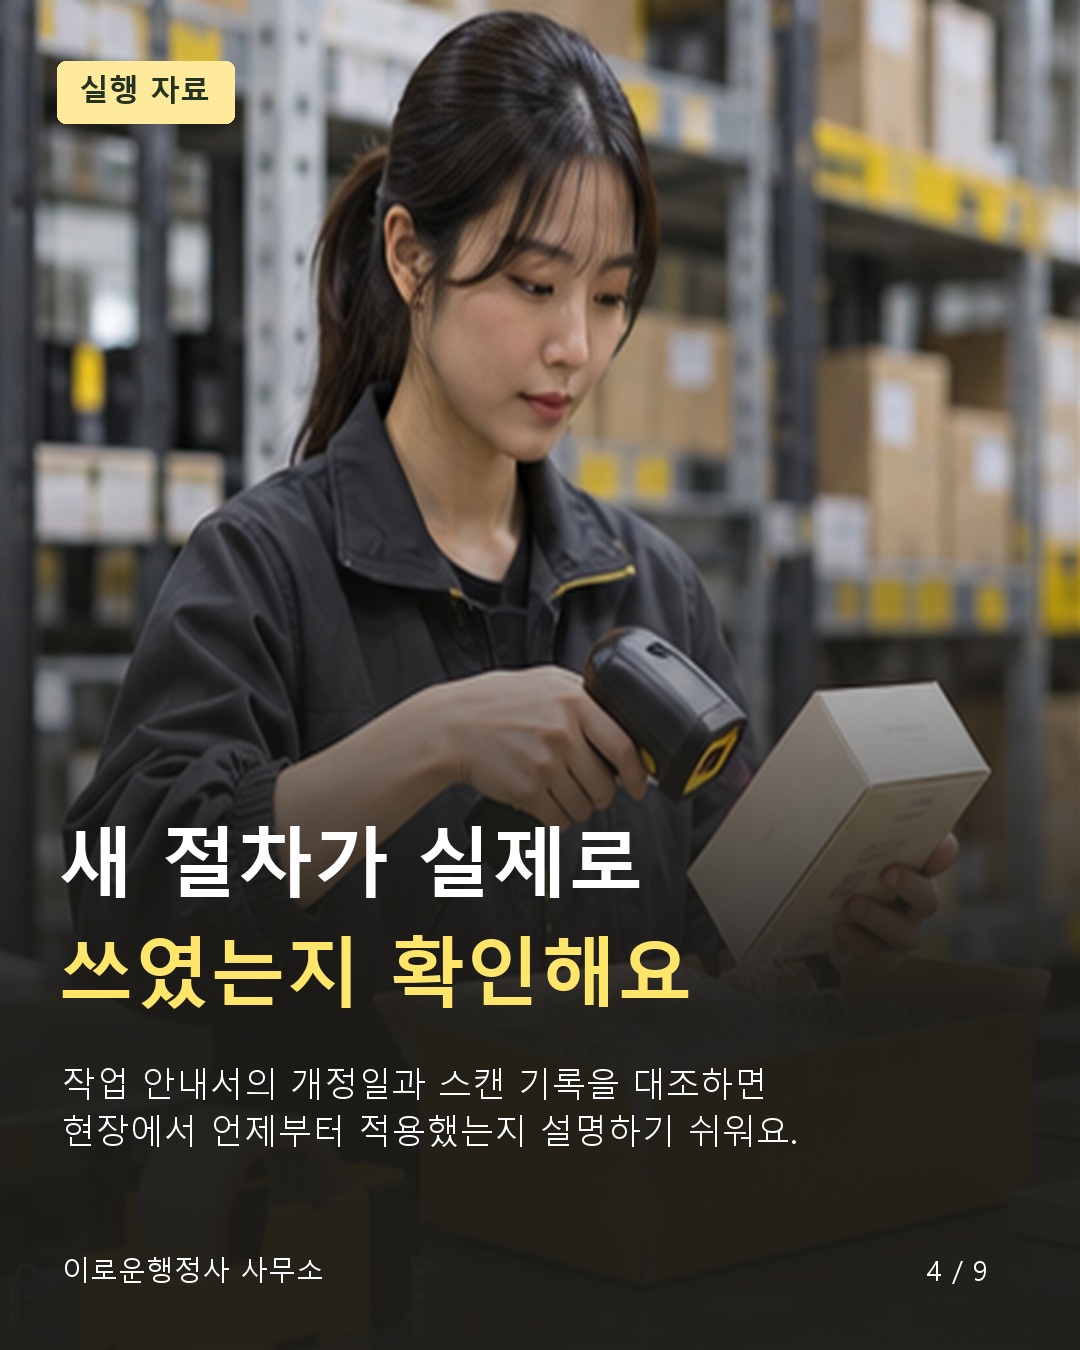 실행 자료
새 절차가 실제로
쓰였는지 확인해요
작업 안내서의 개정일과 스캔 기록을 대조하면
현장에서 언제부터 적용했는지 설명하기 쉬워요.
이로운행정사 사무소
4 / 9